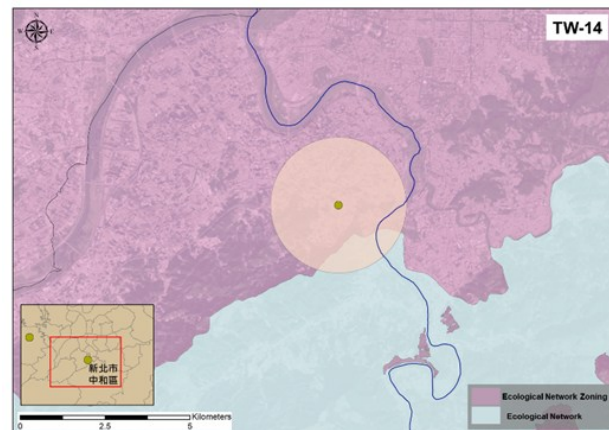 N
W
E
S
TW-14
新北市
中和區
Kilometers
0
2.5
5
Ecological Network Zoning
Ecological Network